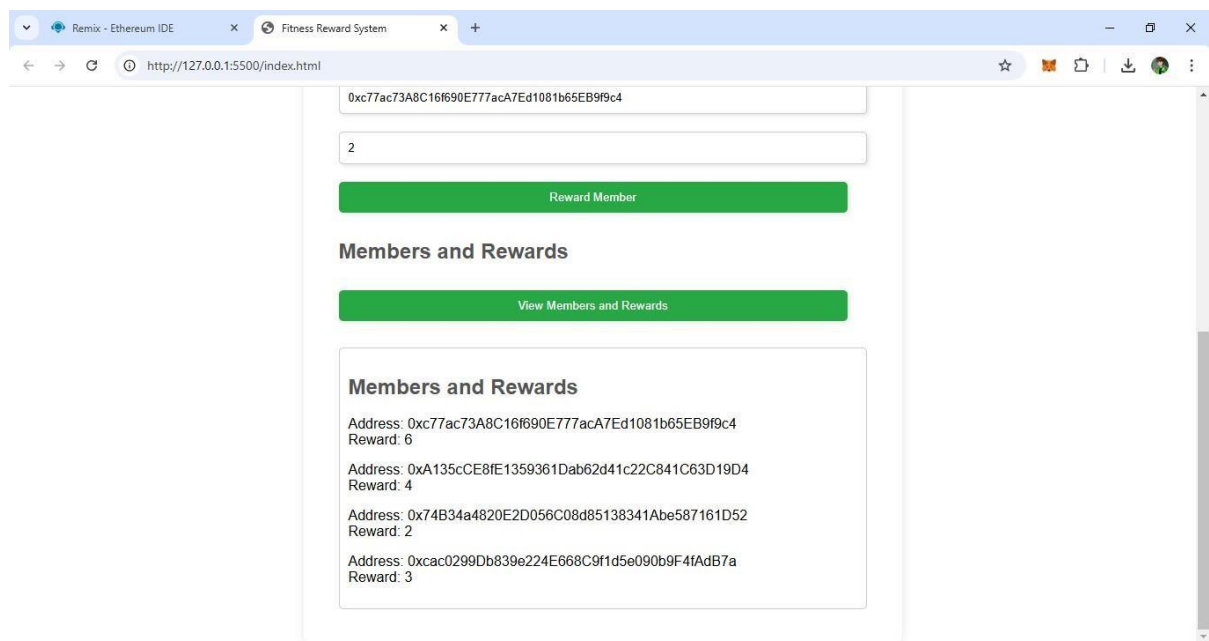 Remix - Ethereum IDE
Fitness Reward System
http://127.0.0.1:5500/index.html
0xc77ac73A8C16f690E777acA7Ed1081b65EB9f9c4
2
Reward Member
Members and Rewards
View Members and Rewards
Members and Rewards
Address: 0xc77ac73A8C16f690E777acA7Ed1081b65EB9f9c4
Reward: 6
Address: 0xA135cCE8fE1359361Dab62d41c22C841C63D19D4
Reward: 4
Address: 0x74B34a4820E2D056C08d85138341Abe587161D52
Reward: 2
Address: 0xcac0299Db839e224E668C9f1d5e090b9F4fAdB7a
Reward: 3